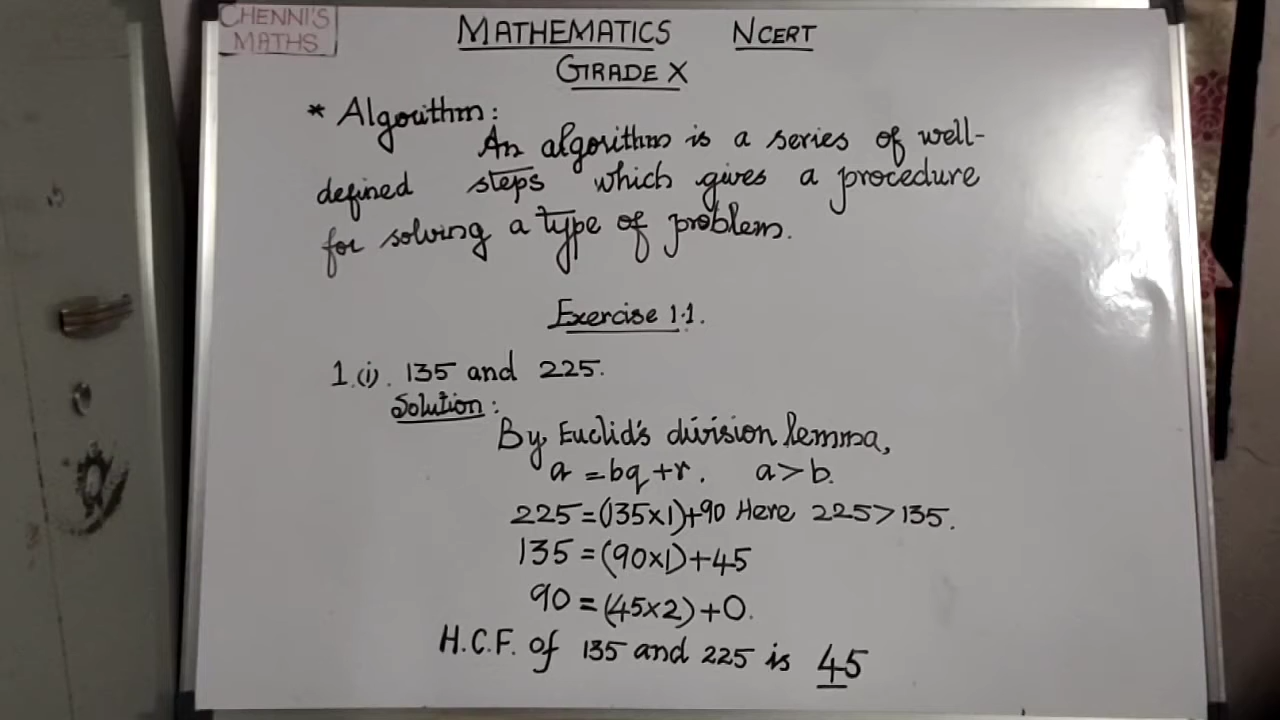 CHENNI'S
MATHS
MATHEMATICS NCERT
GRADE X
* Algorithm:
An algorithm is a series of well-
defined steps which gives a procedure
for solving a type of problem.
Exercise 1.1.
1.(i). 135 and 225.
Solution:
By Euclid's division lemma,
a = bq + r. a > b.
225 = (135×1)+90 Here 225 > 135.
135 = (90×1)+45
90 = (45×2)+0.
H.C.F. of 135 and 225 is 45